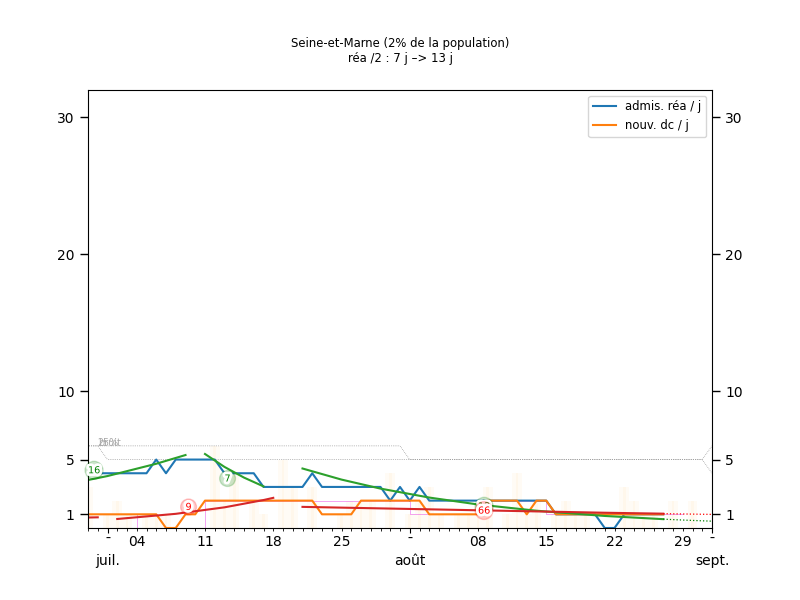 Seine-et-Marne (2% de la population)
réa /2 : 7 j –> 13 j
admis. réa / j
nouv. dc / j
30 30
20 20
10 10
5 5
1 1
16
7
9
66
- 04 11 18 25 - 08 15 22 29 -
juil. août sept.